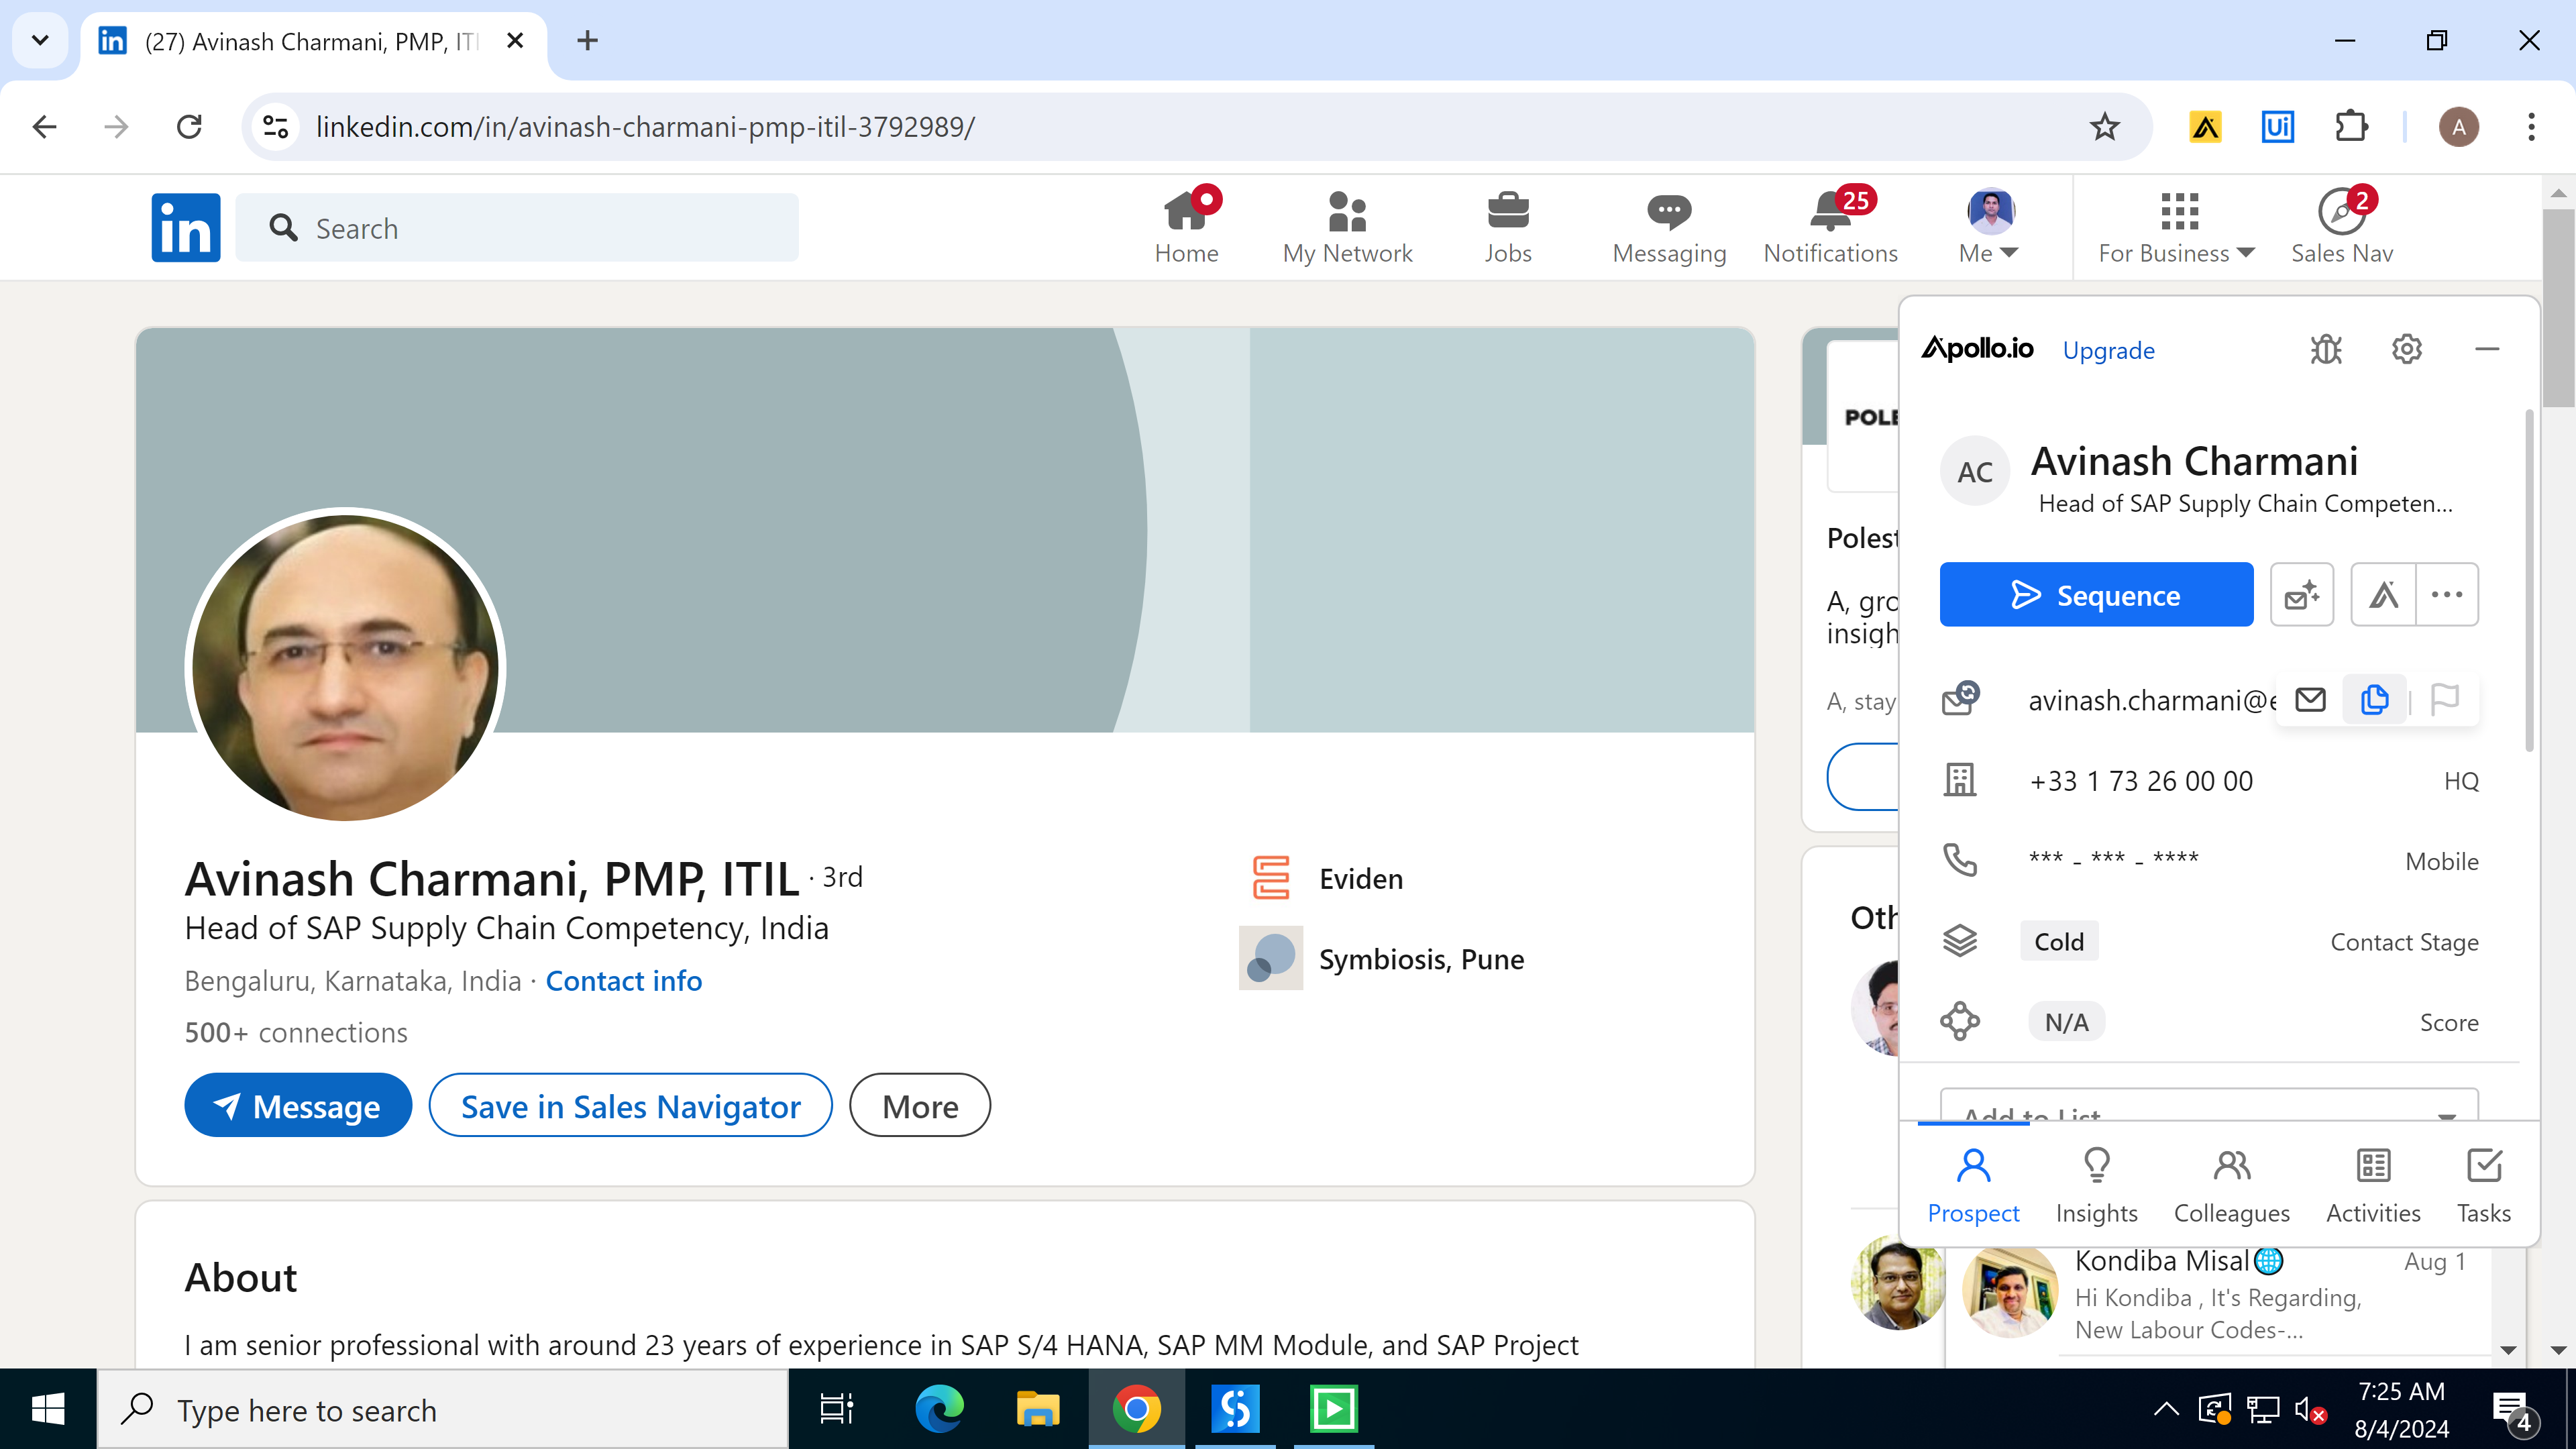 (27) Avinash Charmani, PMP, IT
linkedin.com/in/avinash-charmani-pmp-itil-3792989/
Ui
A
in
Search
Home
My Network
Jobs
Messaging
25
Notifications
Me
For Business
2
Sales Nav
POLE
Polest
A, gro
insigh
A, stay
Oth
Apollo.io
Upgrade
AC
Avinash Charmani
Head of SAP Supply Chain Competen...
Sequence
avinash.charmani@e
+33 1 73 26 00 00
HQ
*** - *** - ****
Mobile
Cold
Contact Stage
N/A
Score
Add to List
Prospect
Insights
Colleagues
Activities
Tasks
Kondiba Misal
Aug 1
Hi Kondiba , It's Regarding,
New Labour Codes-...
Avinash Charmani, PMP, ITIL · 3rd
Head of SAP Supply Chain Competency, India
Bengaluru, Karnataka, India · Contact info
500+ connections
Eviden
Symbiosis, Pune
Message
Save in Sales Navigator
More
About
I am senior professional with around 23 years of experience in SAP S/4 HANA, SAP MM Module, and SAP Project
Type here to search
7:25 AM
8/4/2024
4